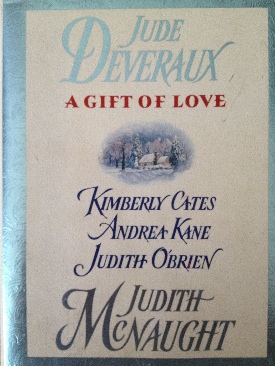 JUDE
DEVERAUX
A GIFT OF LOVE
KIMBERLY CATES
ANDREA KANE
JUDITH O'BRIEN
JUDITH
MCNAUGHT